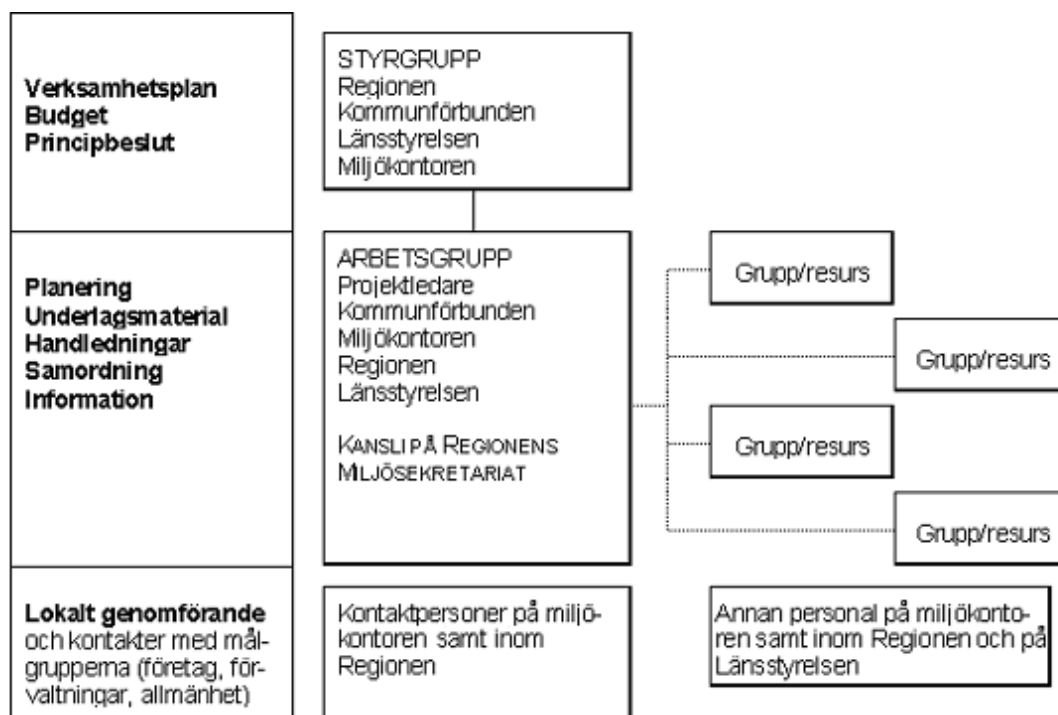 Verksamhetsplan
Budget
Principbeslut
STYRGRUPP
Regionen
Kommunförbunden
Länsstyrelsen
Miljökontoren
Planering
Underlagsmaterial
Handledningar
Samordning
Information
ARBETSGRUPP
Projektledare
Kommunförbunden
Miljökontoren
Regionen
Länsstyrelsen
KANSLI PÅ REGIONENS
MILJÖSEKRETARIAT
Grupp/resurs
Grupp/resurs
Grupp/resurs
Grupp/resurs
Lokalt genomförande
och kontakter med mål-
grupperna (företag, för-
valtningar, allmänhet)
Kontaktpersoner på miljö-
kontoren samt inom
Regionen
Annan personal på miljökonto-
ren samt inom Regionen och på
Länsstyrelsen